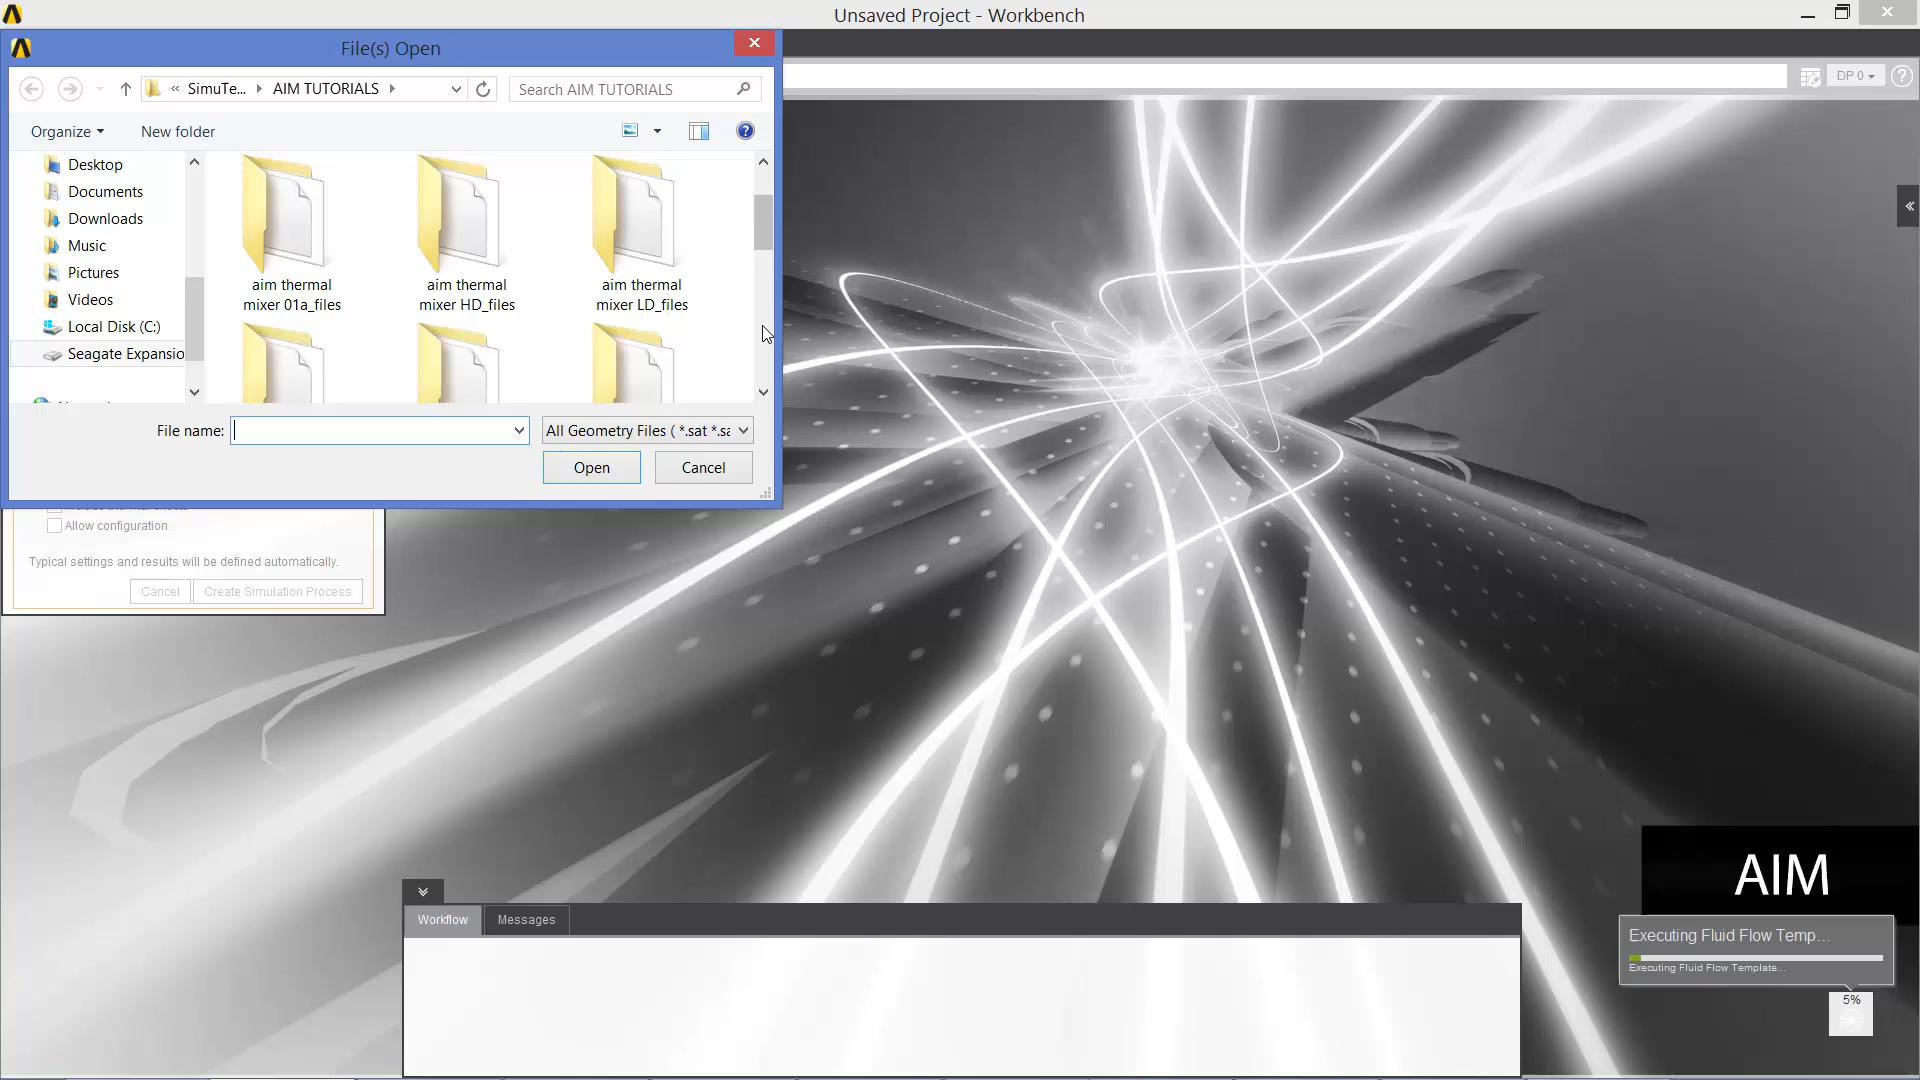 Unsaved Project - Workbench
File(s) Open
« SimuTe... AIM TUTORIALS
Search AIM TUTORIALS
DP 0
Organize
New folder
Desktop
Documents
Downloads
Music
Pictures
Videos
Local Disk (C:)
Seagate Expansio
aim thermal
mixer 01a_files
aim thermal
mixer HD_files
aim thermal
mixer LD_files
File name:
All Geometry Files ( *.sat *.sa
Open
Cancel
Allow configuration
Typical settings and results will be defined automatically.
Cancel
Create Simulation Process
Workflow
Messages
AIM
Executing Fluid Flow Temp...
Executing Fluid Flow Template...
5%